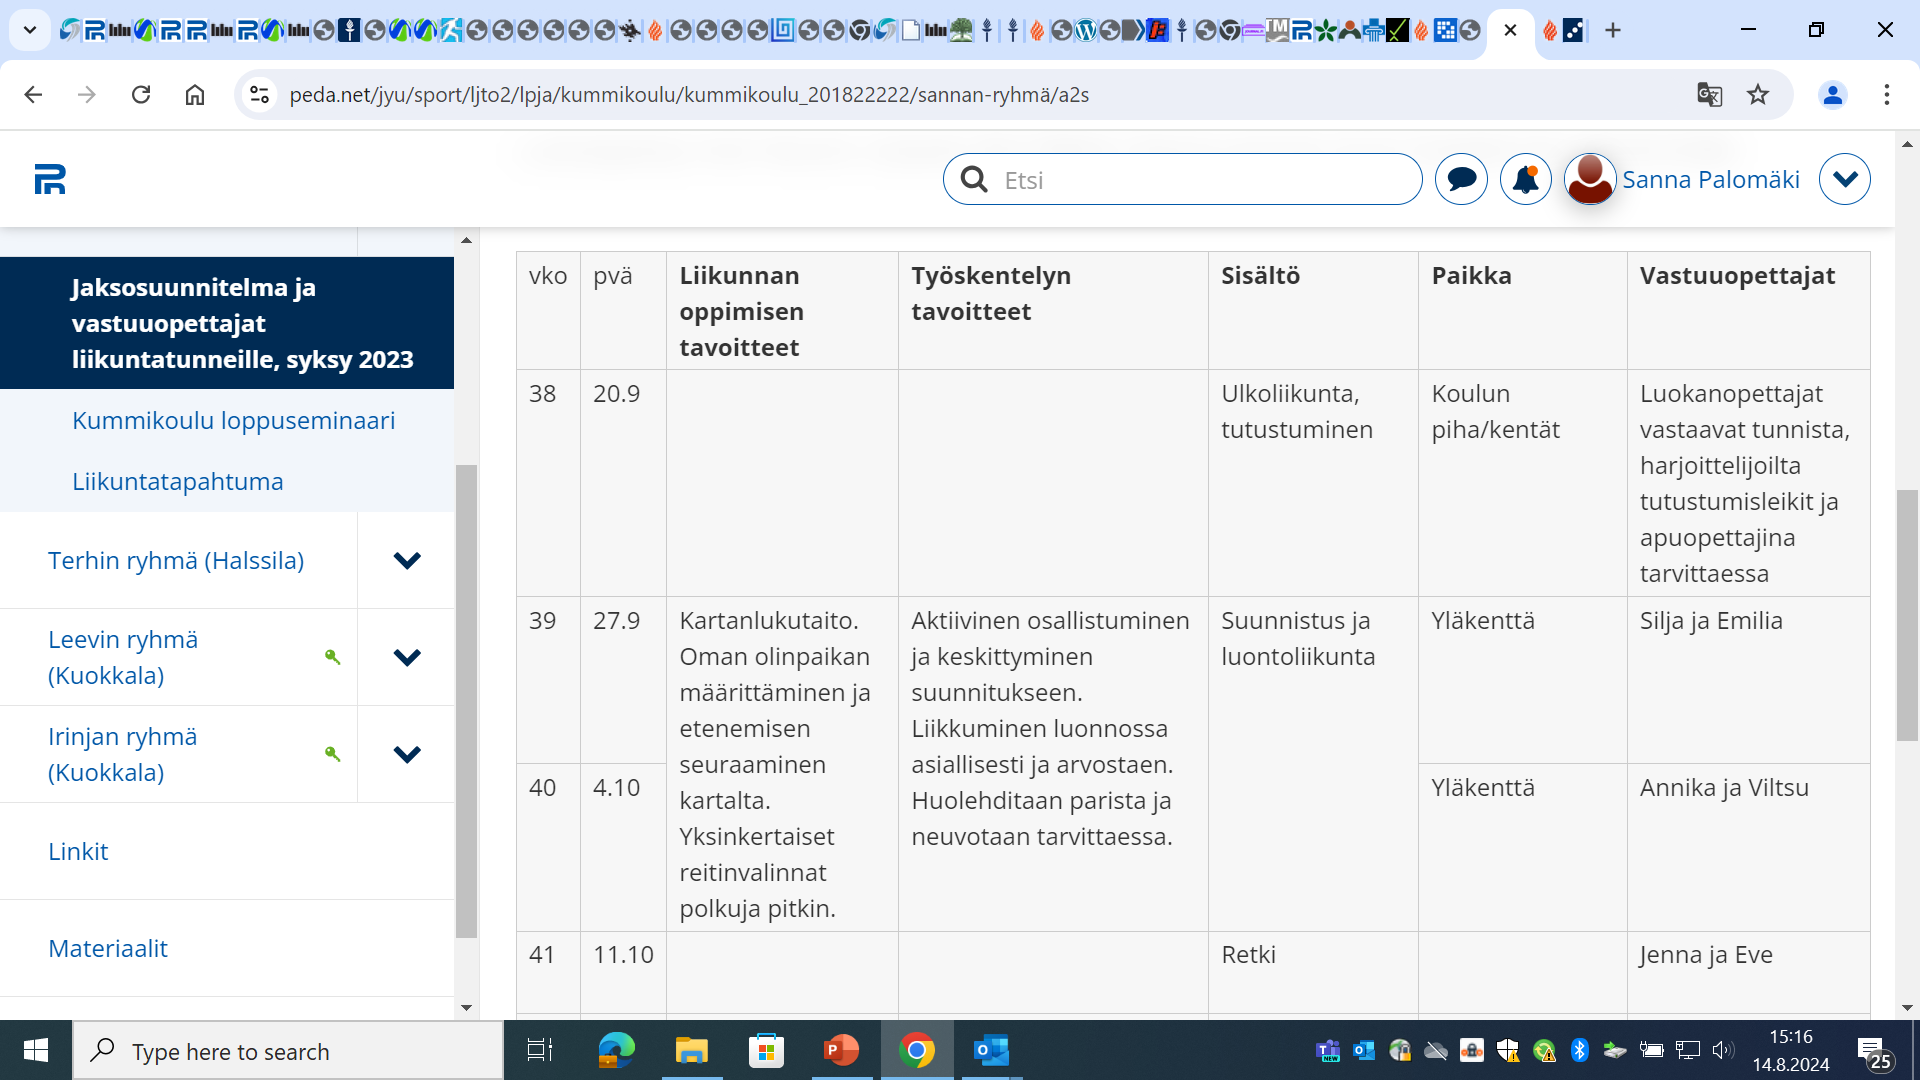 peda.net/jyu/sport/ljto2/lpja/kummikoulu/kummikoulu_201822222/sannan-ryhmä/a2s
Etsi
Sanna Palomäki
Jaksosuunnitelma ja
vastuuopettajat
liikuntatunneille, syksy 2023
Kummikoulu loppuseminaari
Liikuntatapahtuma
Terhin ryhmä (Halssila)
Leevin ryhmä
(Kuokkala)
Irinjan ryhmä
(Kuokkala)
Linkit
Materiaalit
vko
pvä
Liikunnan
oppimisen
tavoitteet
Työskentelyn
tavoitteet
Sisältö
Paikka
Vastuuopettajat
38
20.9
Ulkoliikunta,
tutustuminen
Koulun
piha/kentät
Luokanopettajat
vastaavat tunnista,
harjoittelijoilta
tutustumisleikit ja
apuopettajina
tarvittaessa
39
27.9
Kartanlukutaito.
Oman olinpaikan
määrittäminen ja
etenemisen
seuraaminen
kartalta.
Yksinkertaiset
reitinvalinnat
polkuja pitkin.
Aktiivinen osallistuminen
ja keskittyminen
suunnitukseen.
Liikkuminen luonnossa
asiallisesti ja arvostaen.
Huolehditaan parista ja
neuvotaan tarvittaessa.
Suunnistus ja
luontoliikunta
Yläkenttä
Silja ja Emilia
40
4.10
Yläkenttä
Annika ja Viltsu
41
11.10
Retki
Jenna ja Eve
Type here to search
15:16
14.8.2024
25